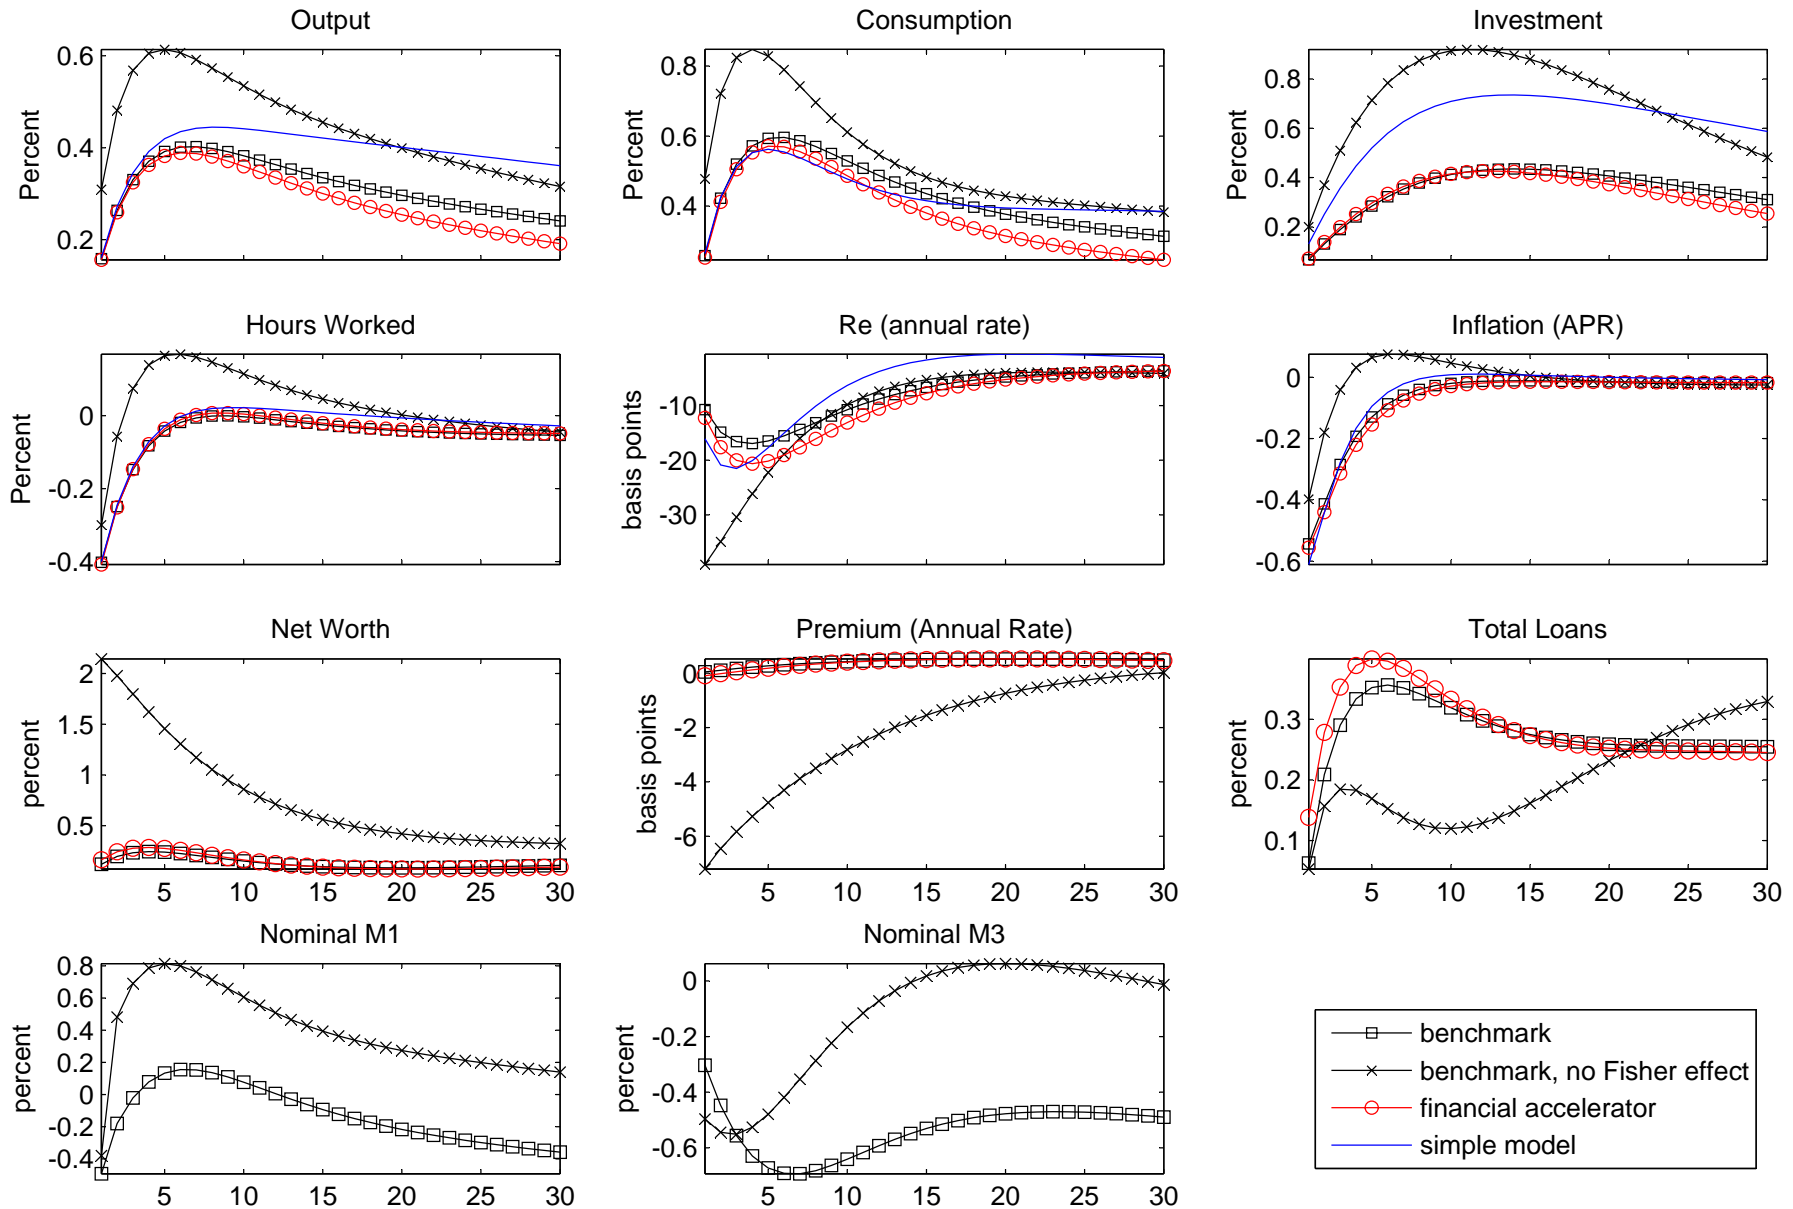 Output
Consumption
Investment
Percent
0.6
0.4
0.2
Percent
0.8
0.6
0.4
Percent
0.8
0.6
0.4
0.2
Hours Worked
Re (annual rate)
Inflation (APR)
Percent
0
-0.2
-0.4
basis points
-10
-20
-30
0
-0.2
-0.4
-0.6
Net Worth
Premium (Annual Rate)
Total Loans
percent
2
1.5
1
0.5
5 10 15 20 25 30
basis points
0
-2
-4
-6
5 10 15 20 25 30
percent
0.3
0.2
0.1
5 10 15 20 25 30
Nominal M1
Nominal M3
percent
0.8
0.6
0.4
0.2
0
-0.2
-0.4
5 10 15 20 25 30
percent
0
-0.2
-0.4
-0.6
5 10 15 20 25 30
benchmark
benchmark, no Fisher effect
financial accelerator
simple model